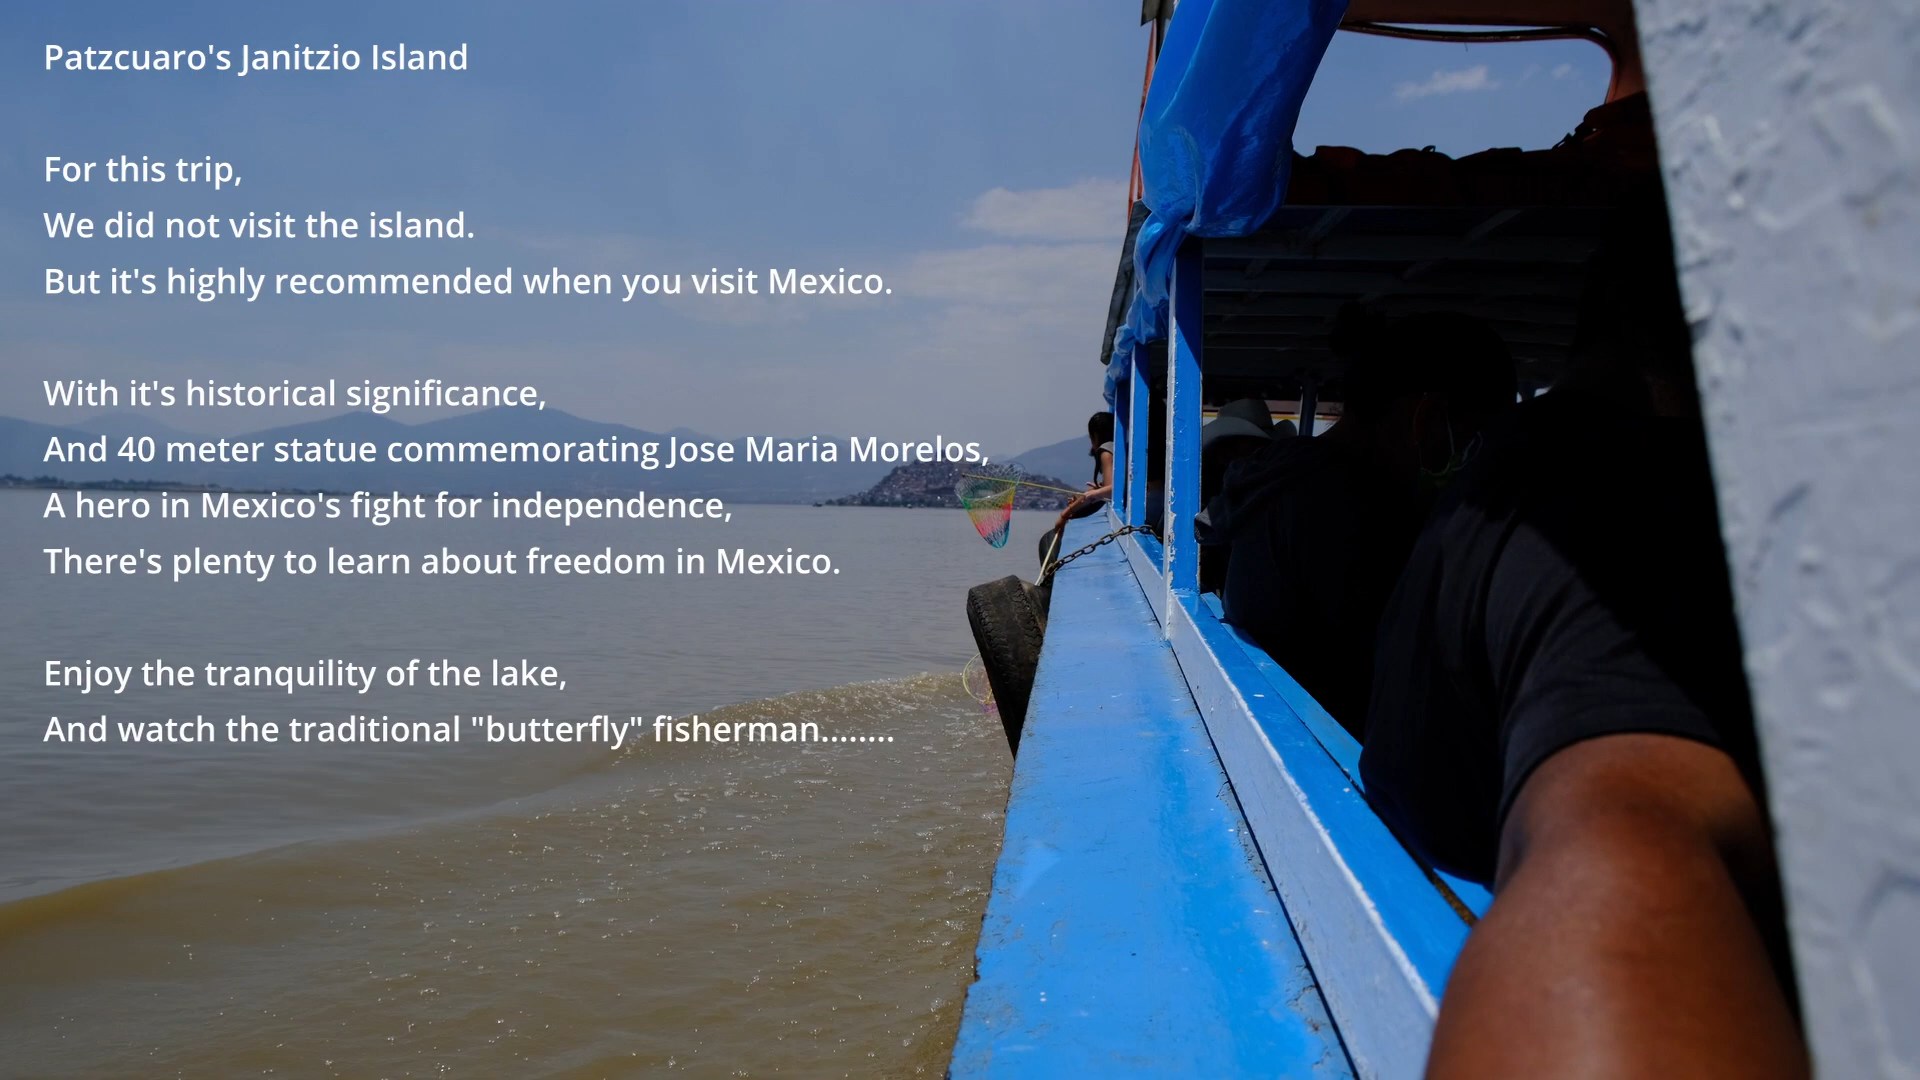 Patzcuaro's Janitzio Island
For this trip,
We did not visit the island.
But it's highly recommended when you visit Mexico.
With it's historical significance,
And 40 meter statue commemorating Jose Maria Morelos,
A hero in Mexico's fight for independence,
There's plenty to learn about freedom in Mexico.
Enjoy the tranquility of the lake,
And watch the traditional "butterfly" fisherman........